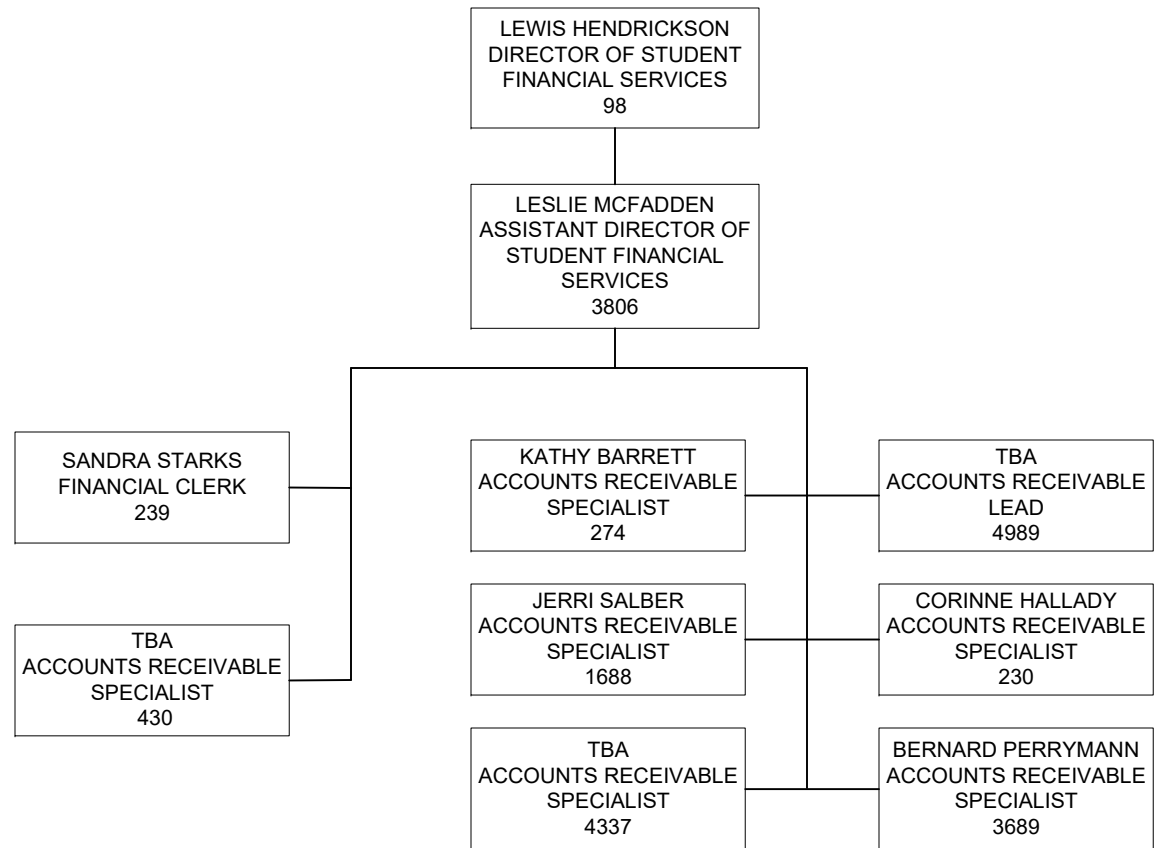 LEWIS HENDRICKSON
DIRECTOR OF STUDENT
FINANCIAL SERVICES
98
LESLIE MCFADDEN
ASSISTANT DIRECTOR OF
STUDENT FINANCIAL
SERVICES
3806
SANDRA STARKS
FINANCIAL CLERK
239
TBA
ACCOUNTS RECEIVABLE
SPECIALIST
430
KATHY BARRETT
ACCOUNTS RECEIVABLE
SPECIALIST
274
TBA
ACCOUNTS RECEIVABLE
LEAD
4989
JERRI SALBER
ACCOUNTS RECEIVABLE
SPECIALIST
1688
CORINNE HALLADY
ACCOUNTS RECEIVABLE
SPECIALIST
230
TBA
ACCOUNTS RECEIVABLE
SPECIALIST
4337
BERNARD PERRYMANN
ACCOUNTS RECEIVABLE
SPECIALIST
3689